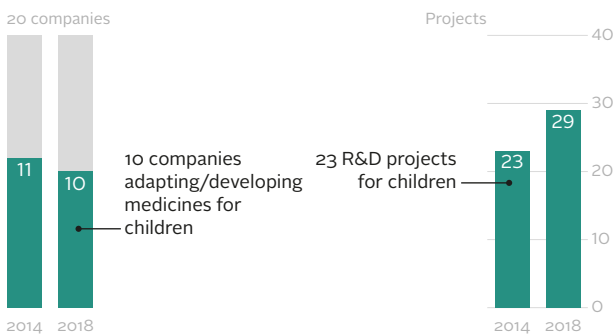 20 companies
11
10
2014
2018
10 companies
adapting/developing
medicines for
children
Projects
40
30
20
10
0
23
29
23 R&D projects
for children
2014
2018